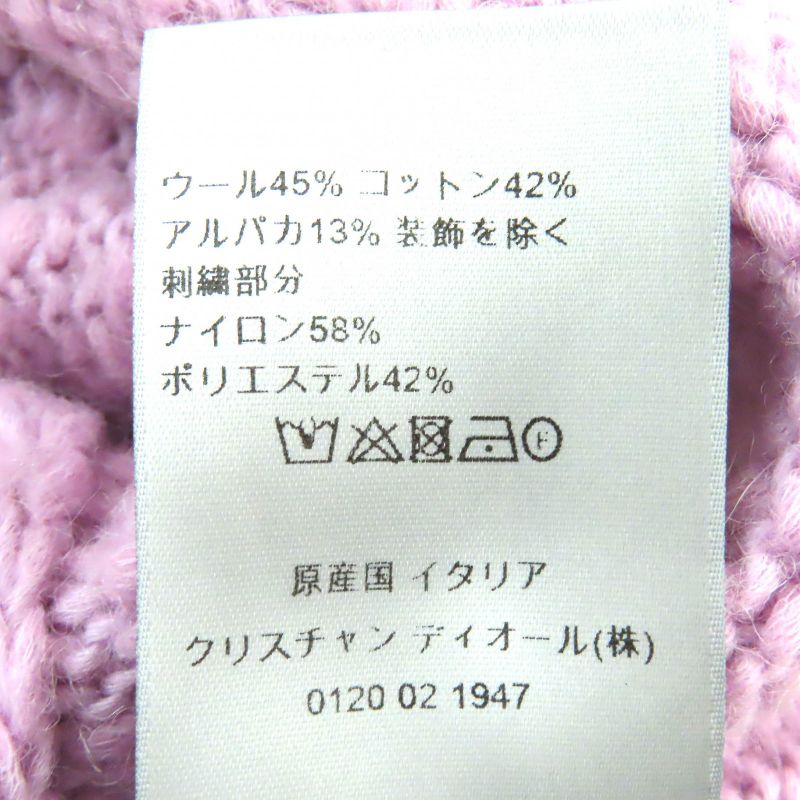 ウール45% コットン42%
アルパカ13% 装飾を除く
刺繍部分
ナイロン58%
ポリエステル42%
F
原産国 イタリア
クリスチャン ディオール(株)
0120 02 1947